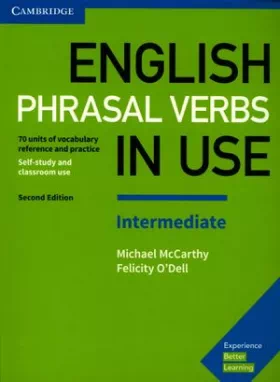 CAMBRIDGE
ENGLISH
PHRASAL VERBS
IN USE
70 units of vocabulary
reference and practice
Self-study and
classroom use
Second Edition
Intermediate
Michael McCarthy
Felicity O'Dell
Experience
Better
Learning